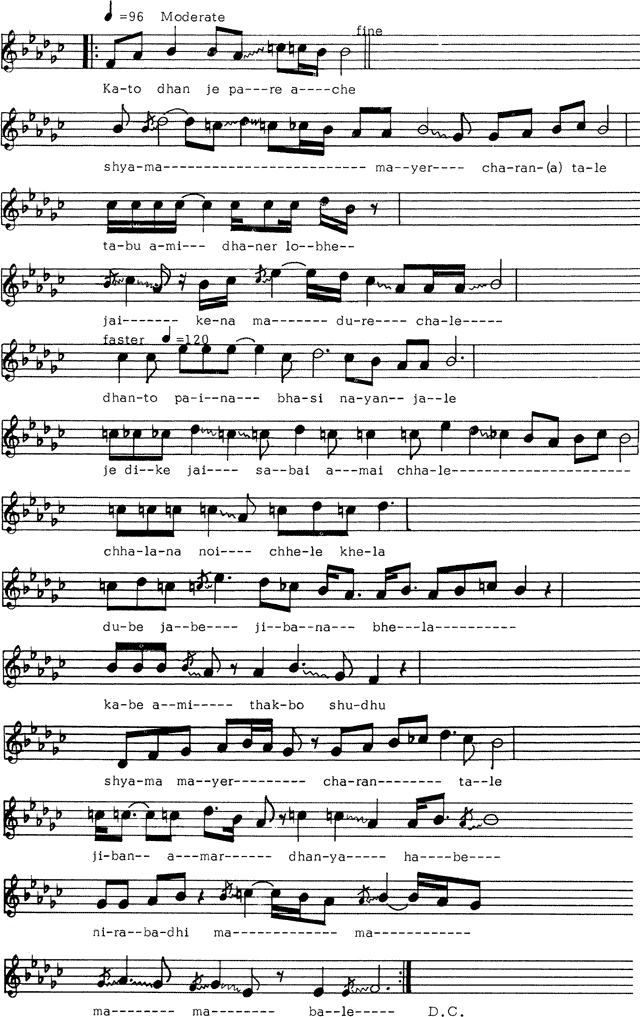 ♩ =96 Moderate
fine
Ka-to dhan je pa---re a----che
shya-ma------------------------ ma--yer---- cha-ran-(a) ta-le
ta-bu a-mi--- dha-ner lo-bhe--
jai------- ke-na ma------- du-re---- cha-le-----
faster ♩ =120
dhan-to pa-i-na--- bha-si na-yan-- ja--le
je di--ke jai---- sa--bai a--mai chha-le---------------------
chha-la-na noi---- chhe-le khe-la
du-be ja-be---- ji-ba-na--- bhe-la----------
ka-be a--mi----- thak-bo shu-dhu
shya-ma ma--yer--------- cha-ran-------- ta--le
ji-ban-- a--mar------ dhan-ya----- ha--be----
ni-ra-ba-dhi ma------------ ma------------
ma-------- ma------- ba--le----- D.C.